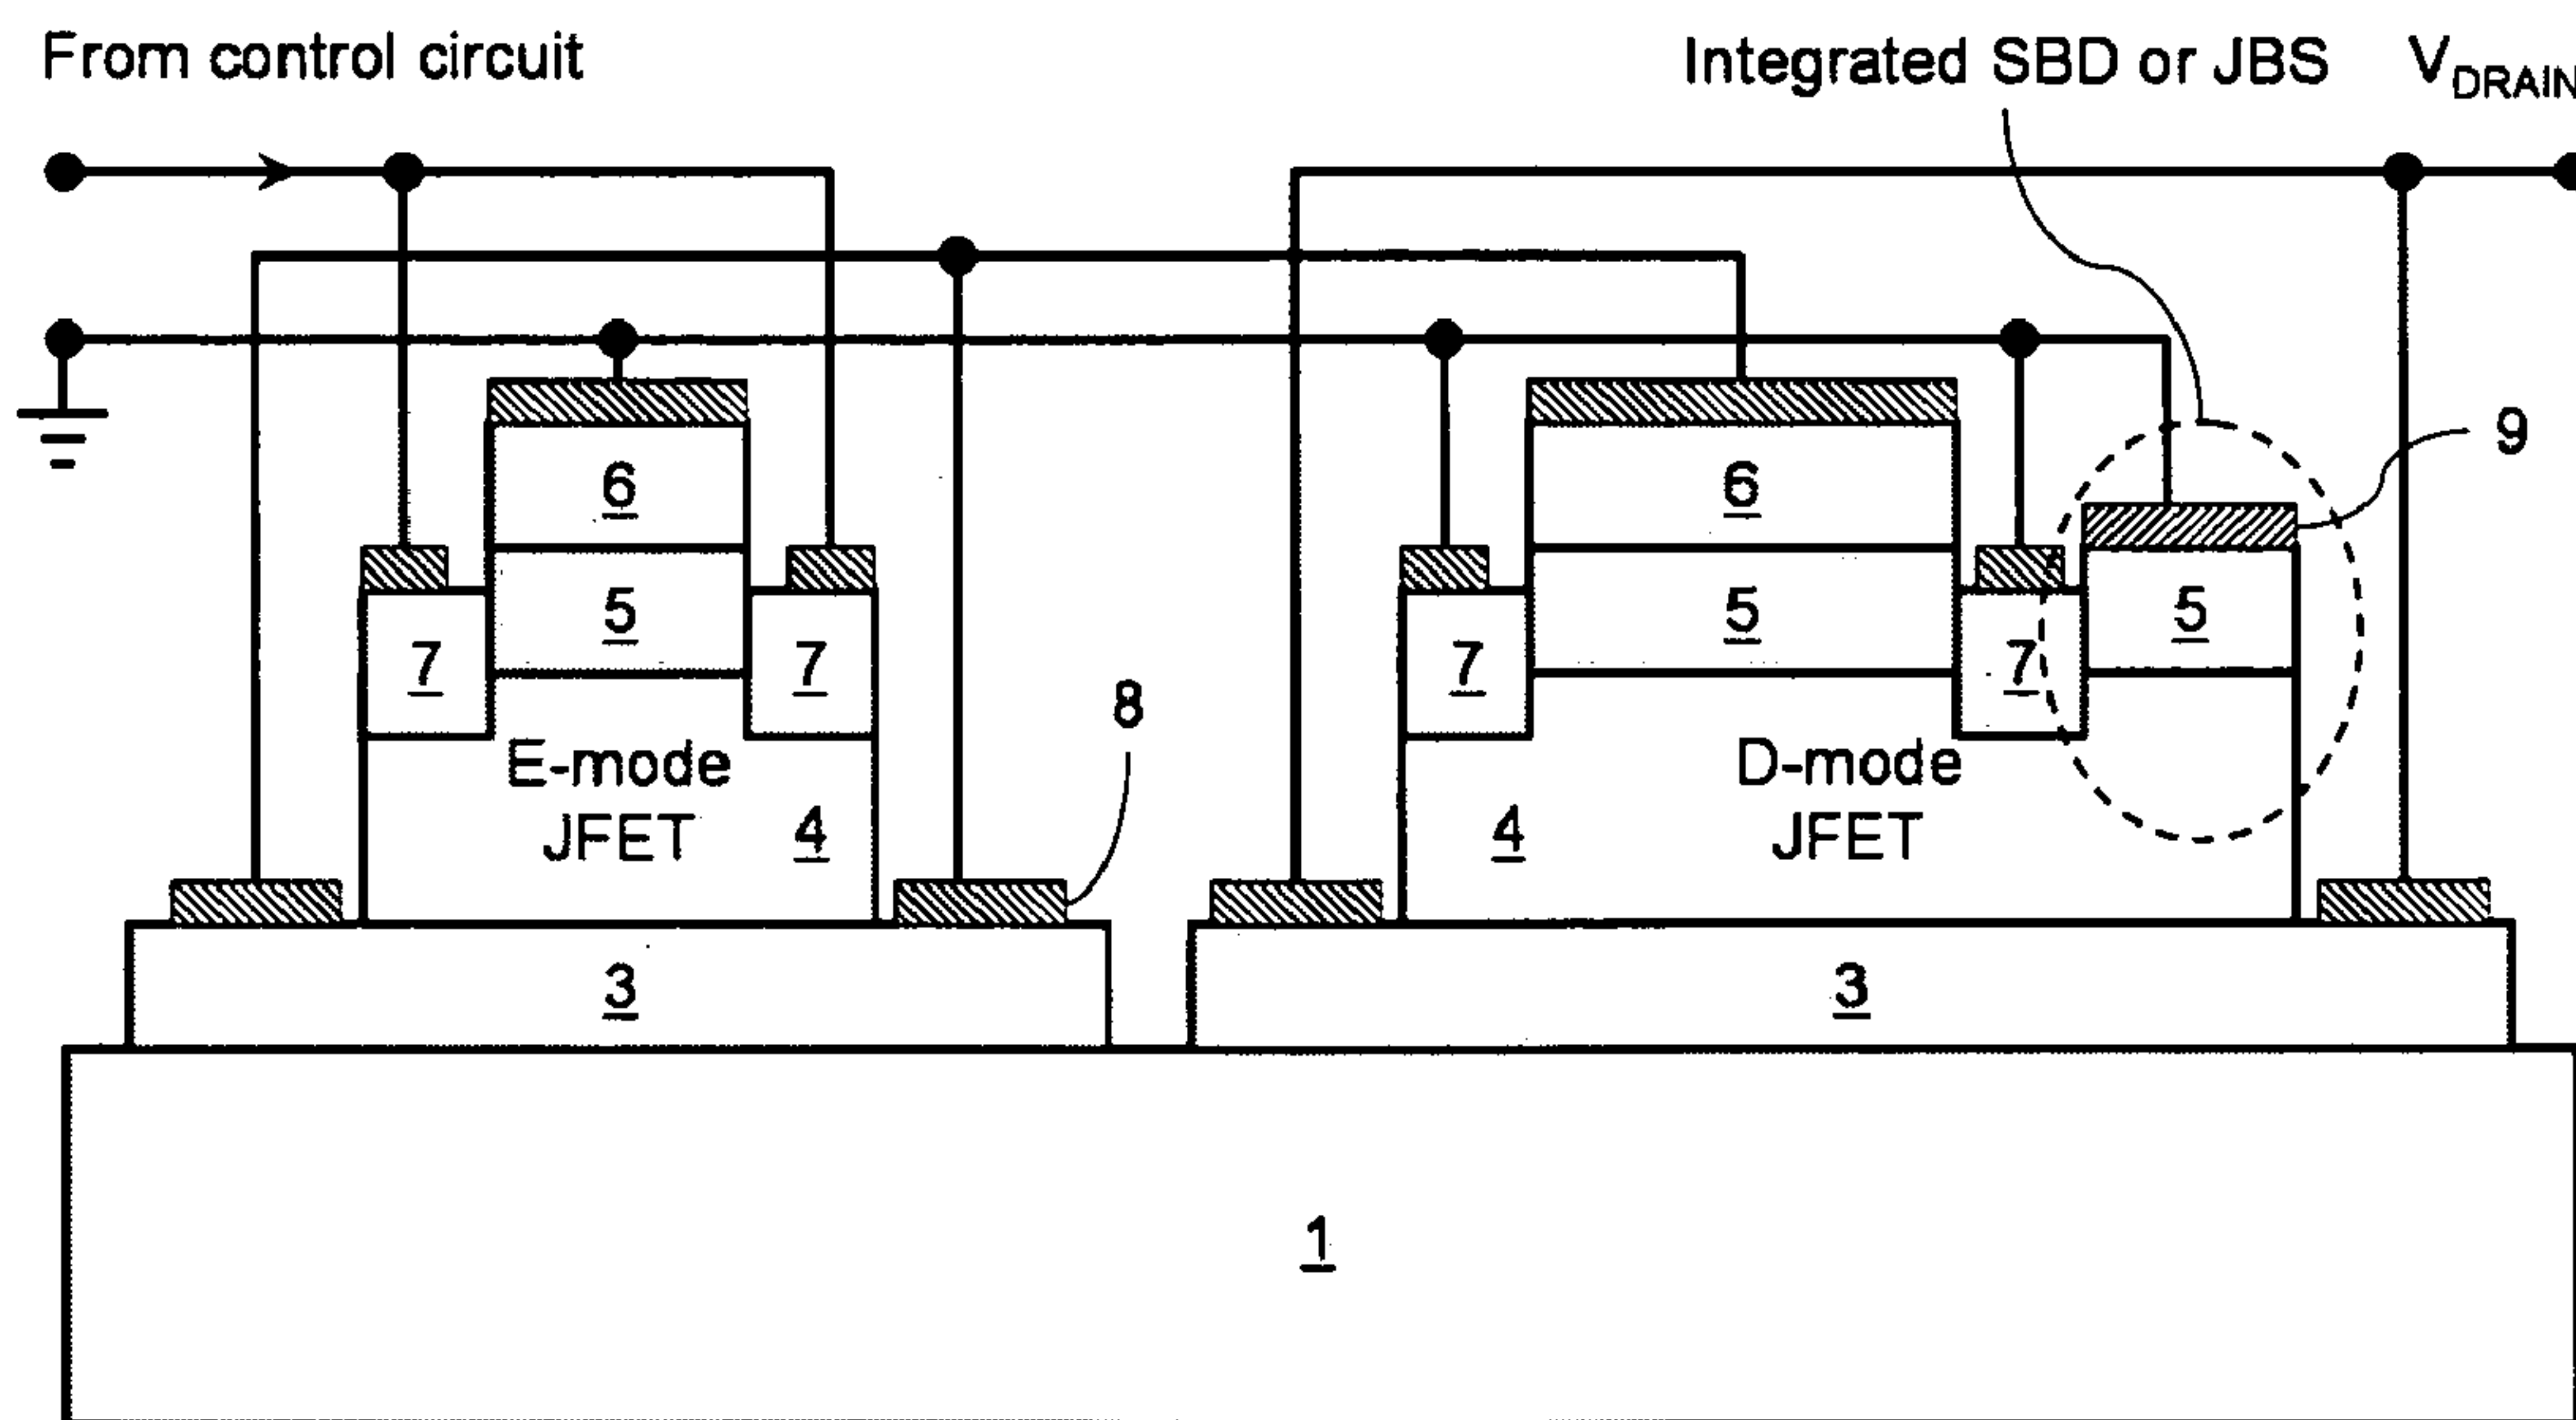 From control circuit
Integrated SBD or JBS
VDRAIN
9
6
6
5
5
5
7
7
7
7
8
E-mode
JFET
4
D-mode
JFET
4
3
3
1